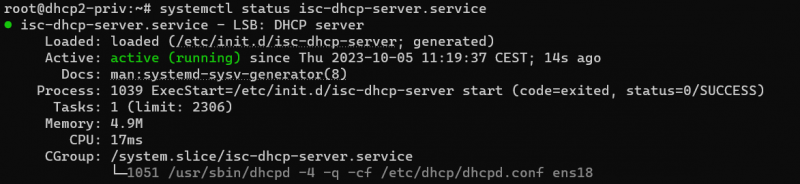 root@dhcp2-priv:~# systemctl status isc-dhcp-server.service
● isc-dhcp-server.service - LSB: DHCP server
Loaded: loaded (/etc/init.d/isc-dhcp-server; generated)
Active: active (running) since Thu 2023-10-05 11:19:37 CEST; 14s ago
Docs: man:systemd-sysv-generator(8)
Process: 1039 ExecStart=/etc/init.d/isc-dhcp-server start (code=exited, status=0/SUCCESS)
Tasks: 1 (limit: 2306)
Memory: 4.9M
CPU: 17ms
CGroup: /system.slice/isc-dhcp-server.service
└─1051 /usr/sbin/dhcpd -4 -q -cf /etc/dhcp/dhcpd.conf ens18